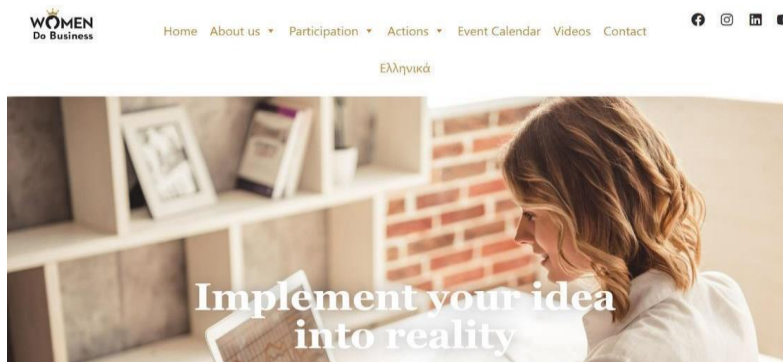 WOMEN
Do Business
Home About us Participation Actions Event Calendar Videos Contact
Ελληνικά
Implement your idea
into reality